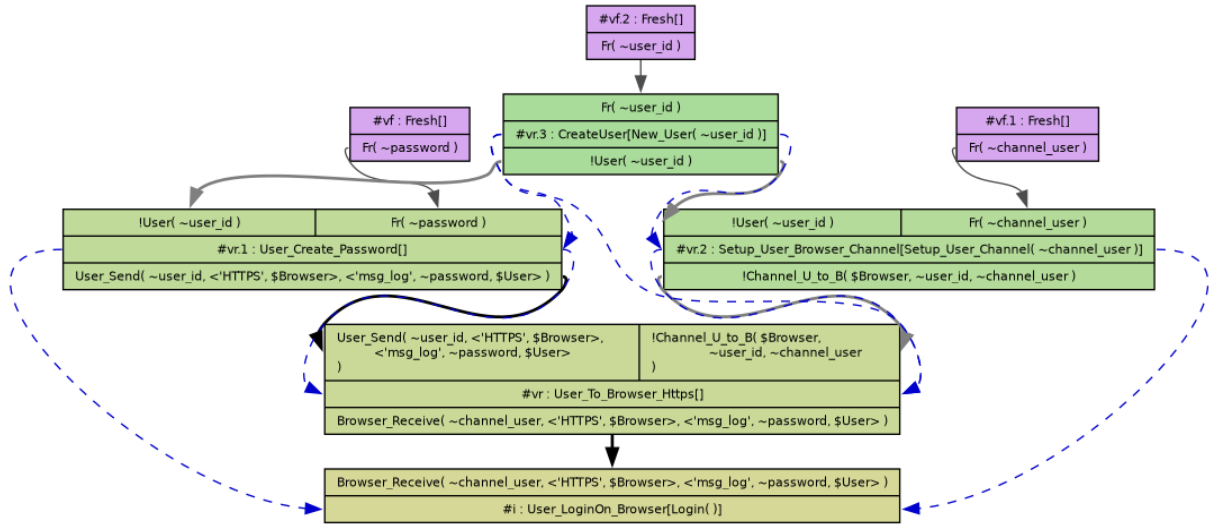 #vf.2 : Fresh[]
Fr( ~user_id )
Fr( ~user_id )
#vr.3 : CreateUser[New_User( ~user_id )]
!User( ~user_id )
#vf : Fresh[]
Fr( ~password )
#vf.1 : Fresh[]
Fr( ~channel_user )
!User( ~user_id )
Fr( ~password )
#vr.1 : User_Create_Password[]
User_Send( ~user_id, <'HTTPS', $Browser>, <'msg_log', ~password, $User> )
!User( ~user_id )
Fr( ~channel_user )
#vr.2 : Setup_User_Browser_Channel[Setup_User_Channel( ~channel_user )]
!Channel_U_to_B( $Browser, ~user_id, ~channel_user )
User_Send( ~user_id, <'HTTPS', $Browser>,
<'msg_log', ~password, $User>
)
!Channel_U_to_B( $Browser,
~user_id, ~channel_user
)
#vr : User_To_Browser_Https[]
Browser_Receive( ~channel_user, <'HTTPS', $Browser>, <'msg_log', ~password, $User> )
Browser_Receive( ~channel_user, <'HTTPS', $Browser>, <'msg_log', ~password, $User> )
#i : User_LoginOn_Browser[Login( )]